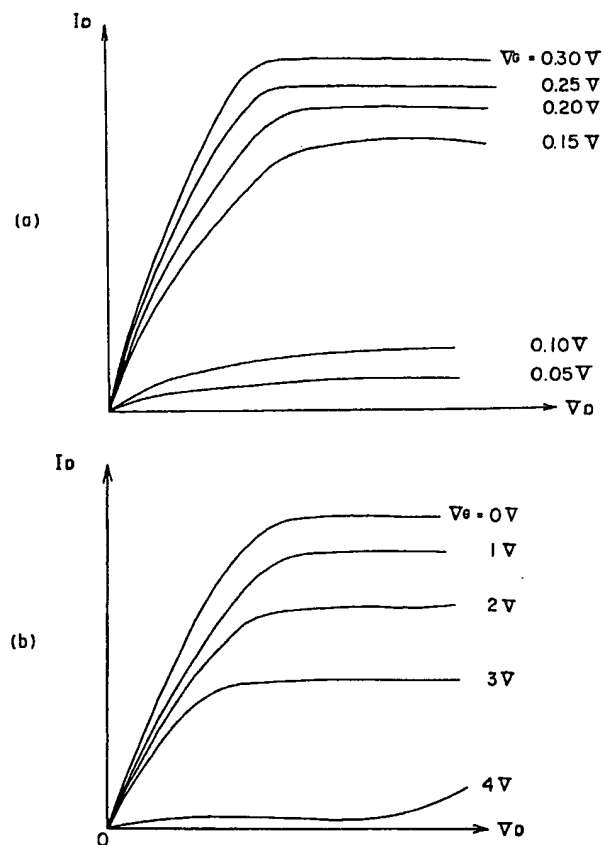 ID
VG = 0.30 V
0.25 V
0.20 V
0.15 V
(a)
0.10 V
0.05 V
VD
ID
VG = 0 V
1 V
2 V
(b)
3 V
4 V
0
VD